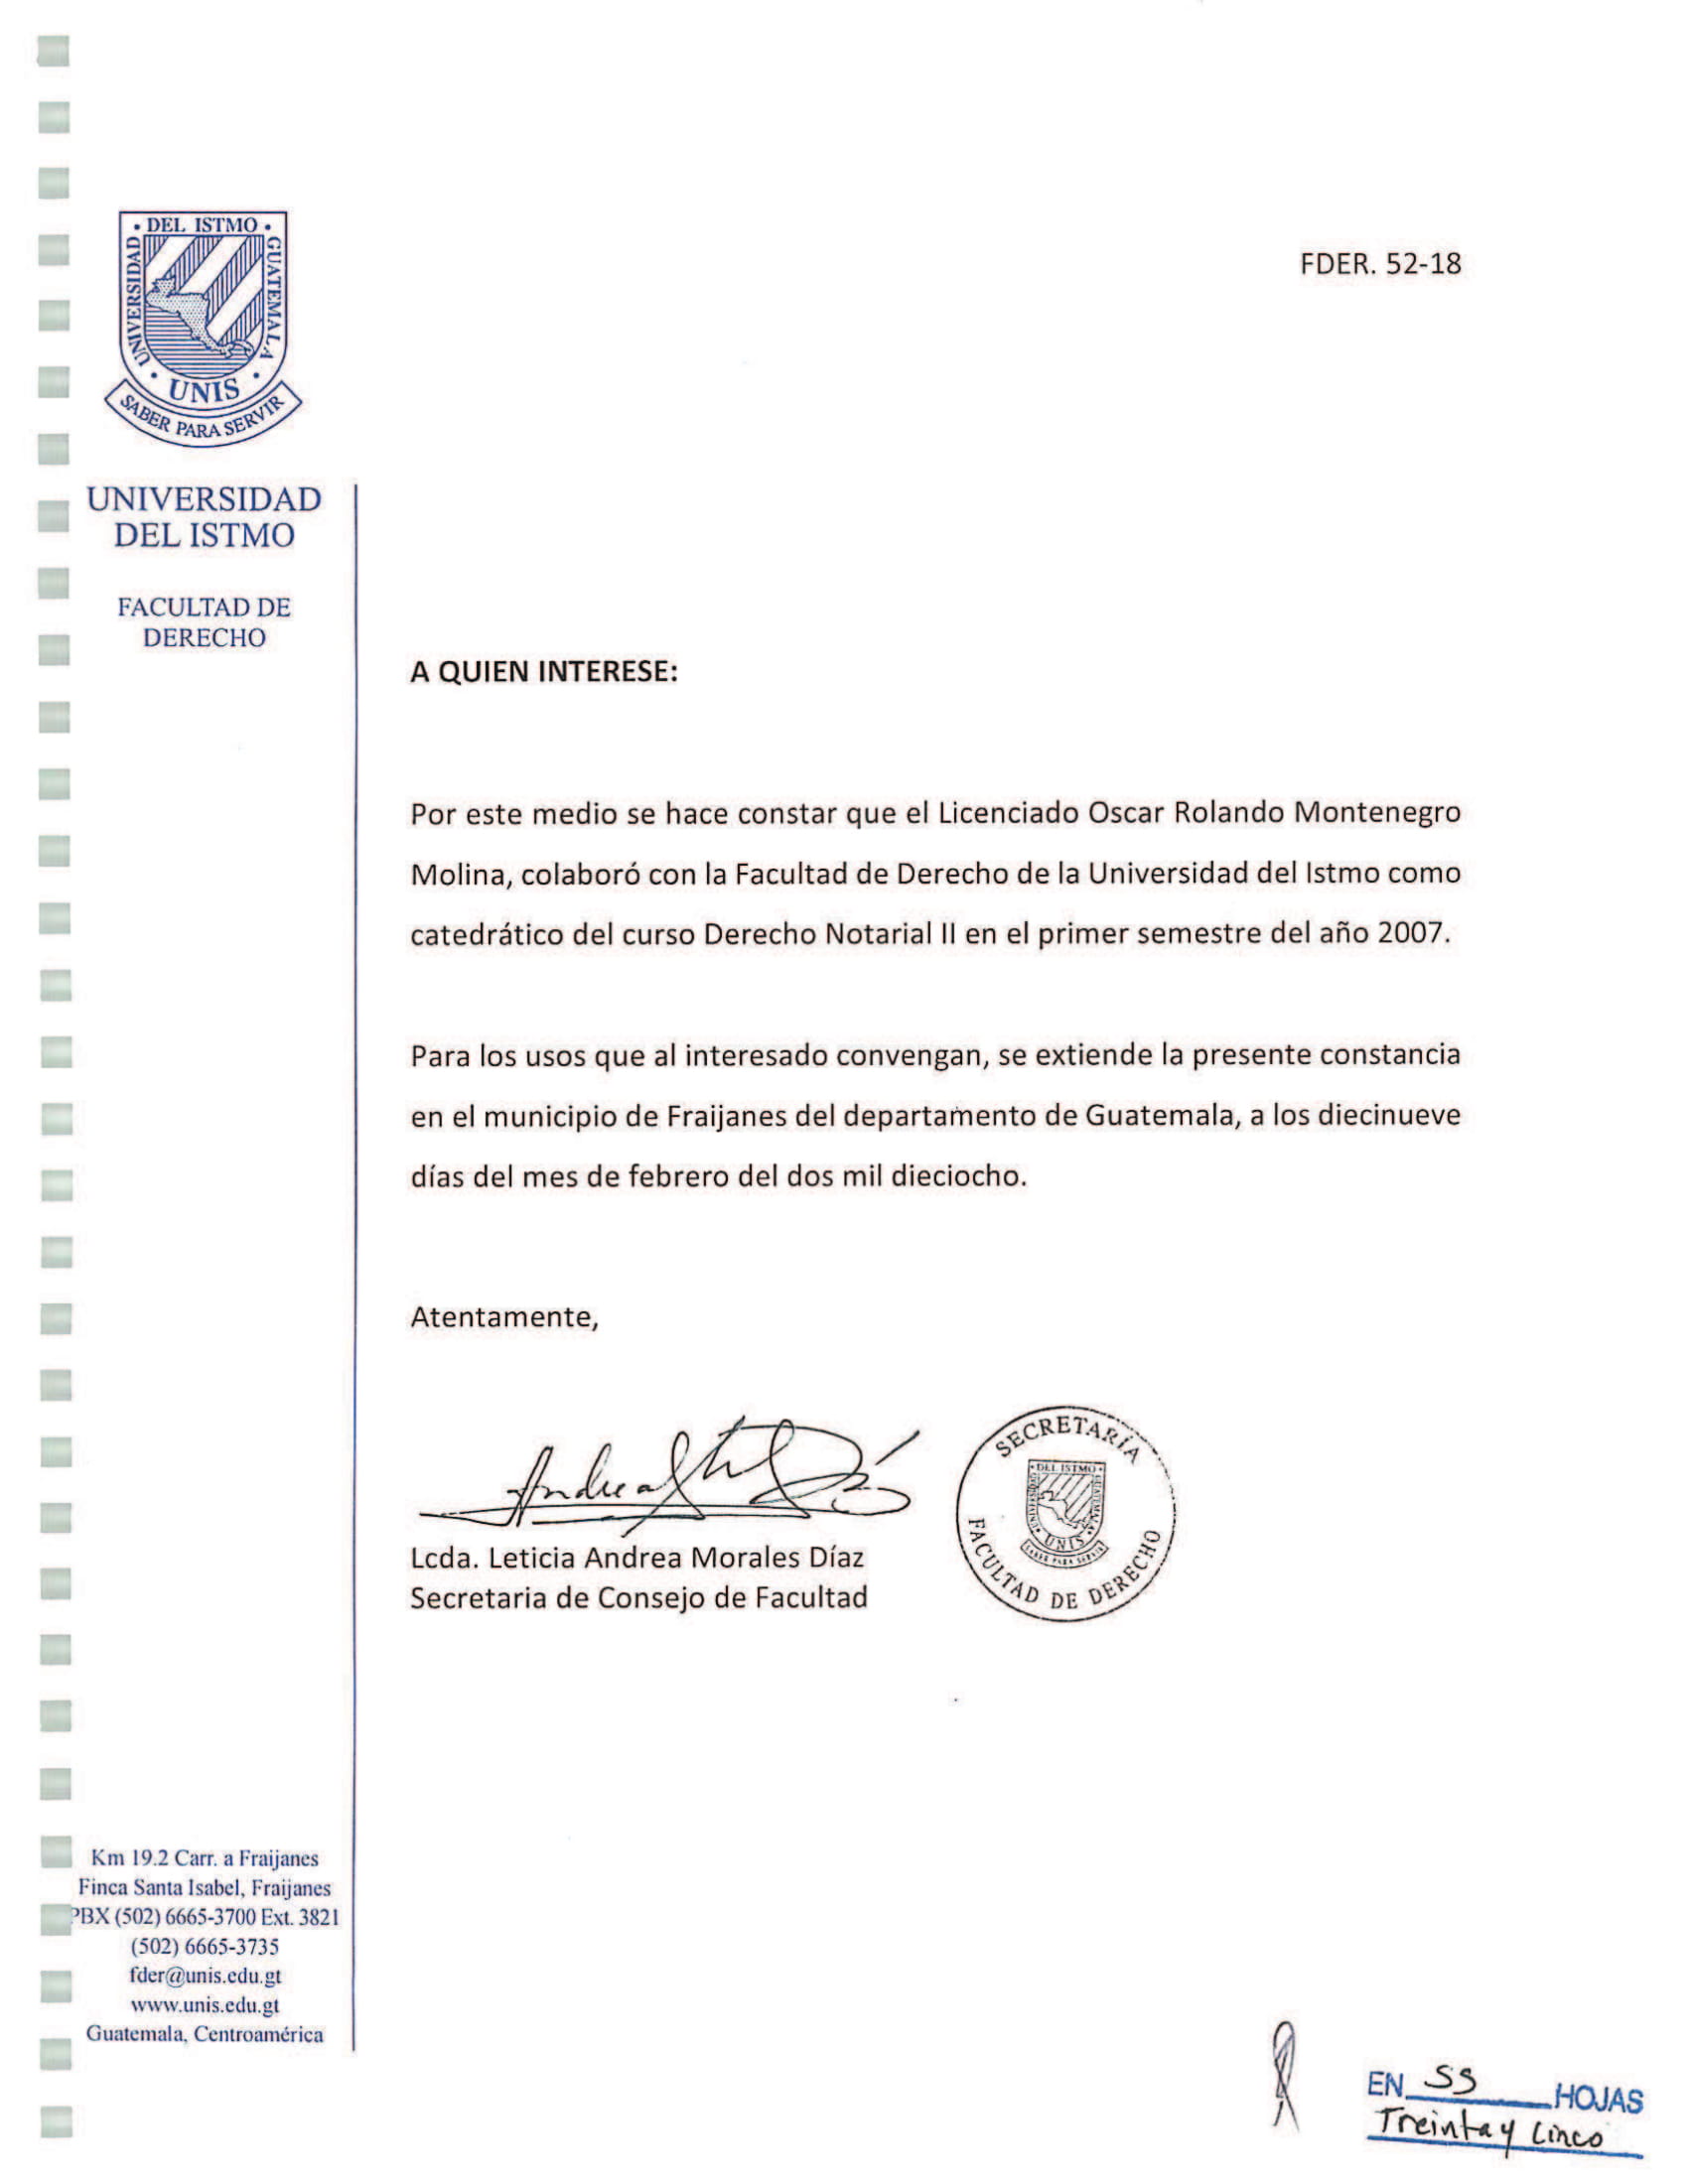 • DEL ISTMO •
UNIVERSIDAD
GUATEMALA
• UNIS •
SABER PARA SERVIR
FDER. 52-18
UNIVERSIDAD
DEL ISTMO
FACULTAD DE
DERECHO
A QUIEN INTERESE:
Por este medio se hace constar que el Licenciado Oscar Rolando Montenegro
Molina, colaboró con la Facultad de Derecho de la Universidad del Istmo como
catedrático del curso Derecho Notarial II en el primer semestre del año 2007.
Para los usos que al interesado convengan, se extiende la presente constancia
en el municipio de Fraijanes del departamento de Guatemala, a los diecinueve
días del mes de febrero del dos mil dieciocho.
Atentamente,
Andrea
Lcda. Leticia Andrea Morales Díaz
Secretaria de Consejo de Facultad
SECRETARÍA
• DEL ISTMO •
UNIVERSIDAD
GUATEMALA
• UNIS •
SABER PARA SERVIR
FACULTAD DE DERECHO
Km 19.2 Carr. a Fraijanes
Finca Santa Isabel, Fraijanes
PBX (502) 6665-3700 Ext. 3821
(502) 6665-3735
fder@unis.edu.gt
www.unis.edu.gt
Guatemala, Centroamérica
EN 35 HOJAS
Treinta y Cinco